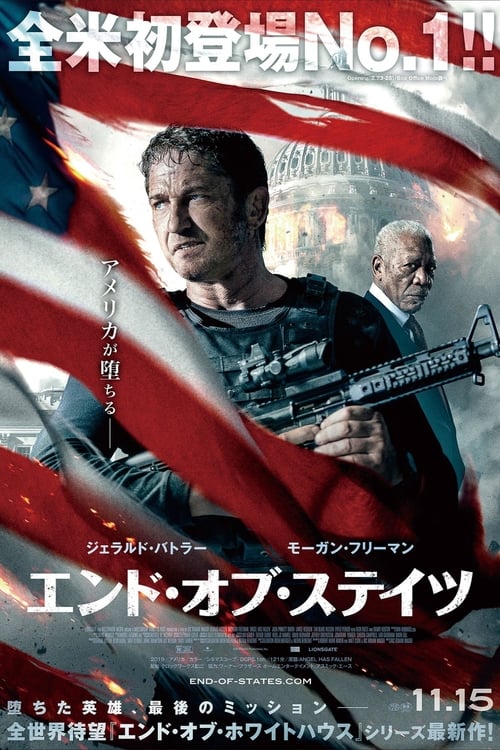 全米初登場No.1!!
アメリカが堕ちる――
ジェラルド・バトラー
モーガン・フリーマン
エンド・オブ・ステイツ
LIONSGATE
END-OF-STATES.COM
堕ちた英雄、最後のミッション――
11.15
全世界待望『エンド・オブ・ホワイトハウス』シリーズ最新作!